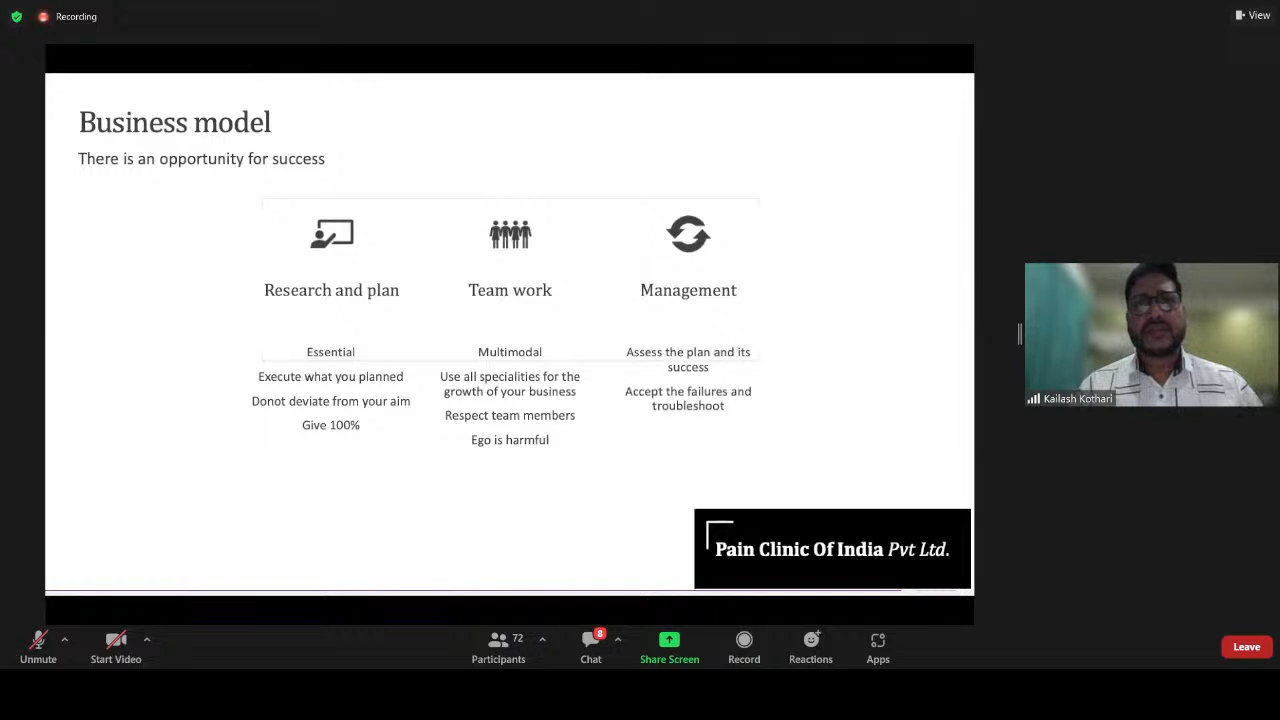 Recording
View
Business model
There is an opportunity for success
Research and plan
Team work
Management
Essential
Execute what you planned
Donot deviate from your aim
Give 100%
Multimodal
Use all specialities for the
growth of your business
Respect team members
Ego is harmful
Assess the plan and its
success
Accept the failures and
troubleshoot
Pain Clinic Of India Pvt Ltd.
Kailash Kothari
Unmute
Start Video
72
Participants
8
Chat
Share Screen
Record
Reactions
Apps
Leave